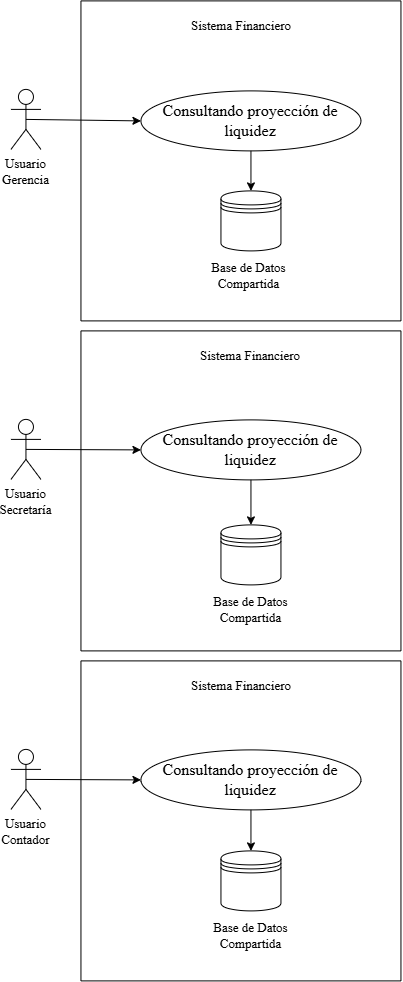 Sistema Financiero
Consultando proyección de
liquidez
Usuario
Gerencia
Base de Datos
Compartida
Sistema Financiero
Consultando proyección de
liquidez
Usuario
Secretaría
Base de Datos
Compartida
Sistema Financiero
Consultando proyección de
liquidez
Usuario
Contador
Base de Datos
Compartida